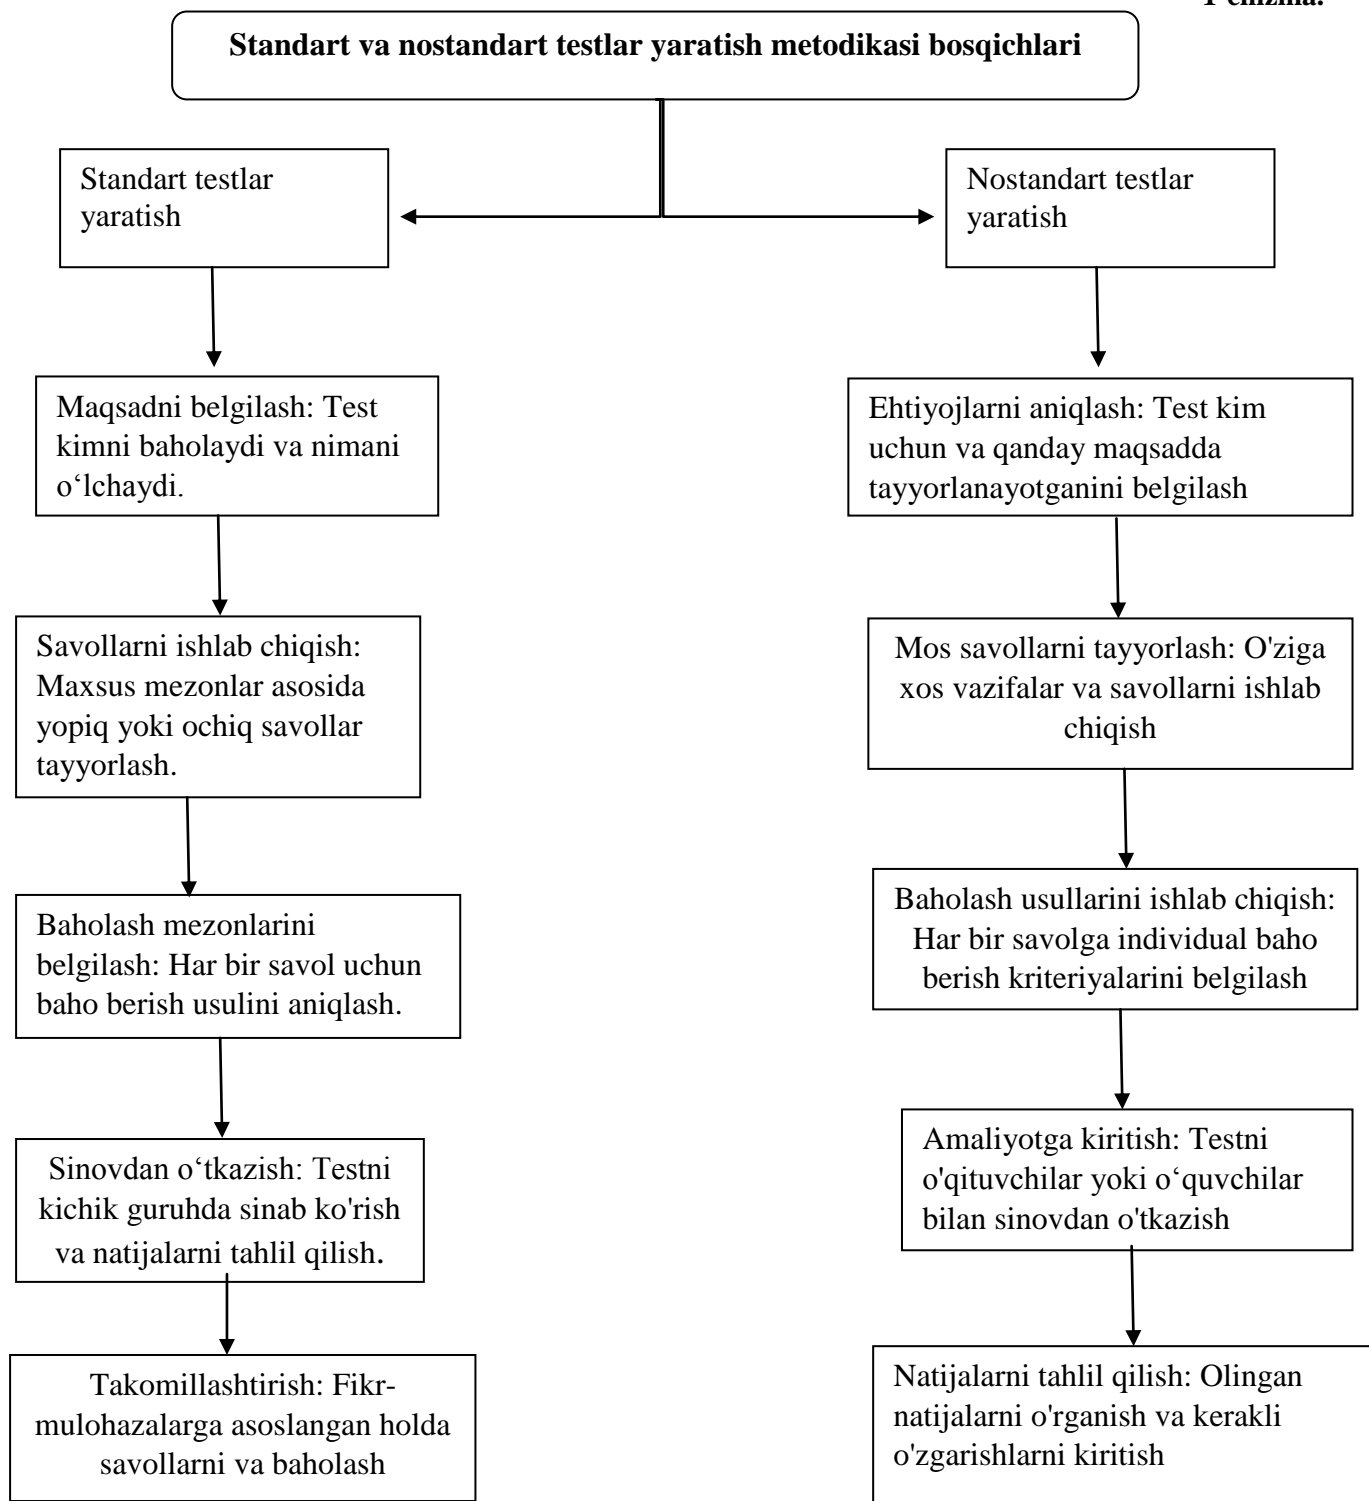 Standart va nostandart testlar yaratish metodikasi bosqichlari
Standart testlar
yaratish
Nostandart testlar
yaratish
Maqsadni belgilash: Test
kimni baholaydi va nimani
o‘lchaydi.
Ehtiyojlarni aniqlash: Test kim
uchun va qanday maqsadda
tayyorlanayotganini belgilash
Savollarni ishlab chiqish:
Maxsus mezonlar asosida
yopiq yoki ochiq savollar
tayyorlash.
Mos savollarni tayyorlash: O'ziga
xos vazifalar va savollarni ishlab
chiqish
Baholash mezonlarini
belgilash: Har bir savol uchun
baho berish usulini aniqlash.
Baholash usullarini ishlab chiqish:
Har bir savolga individual baho
berish kriteriyalarini belgilash
Sinovdan o‘tkazish: Testni
kichik guruhda sinab ko'rish
va natijalarni tahlil qilish.
Amaliyotga kiritish: Testni
o'qituvchilar yoki o‘quvchilar
bilan sinovdan o'tkazish
Takomillashtirish: Fikr-
mulohazalarga asoslangan holda
savollarni va baholash
Natijalarni tahlil qilish: Olingan
natijalarni o'rganish va kerakli
o'zgarishlarni kiritish